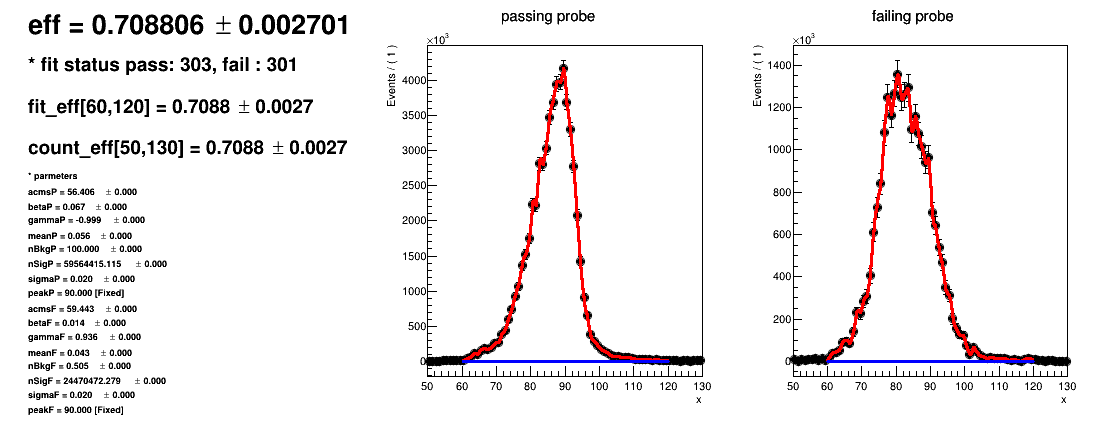 eff = 0.708806 ± 0.002701
* fit status pass: 303, fail : 301
fit_eff[60,120] = 0.7088 ± 0.0027
count_eff[50,130] = 0.7088 ± 0.0027
* parmeters
acmsP = 56.406 ± 0.000
betaP = 0.067 ± 0.000
gammaP = -0.999 ± 0.000
meanP = 0.056 ± 0.000
nBkgP = 100.000 ± 0.000
nSigP = 59564415.115 ± 0.000
sigmaP = 0.020 ± 0.000
peakP = 90.000 [Fixed]
acmsF = 59.443 ± 0.000
betaF = 0.014 ± 0.000
gammaF = 0.936 ± 0.000
meanF = 0.043 ± 0.000
nBkgF = 0.505 ± 0.000
nSigF = 24470472.279 ± 0.000
sigmaF = 0.020 ± 0.000
peakF = 90.000 [Fixed]
passing probe
×10³
Events / ( 1 )
4000
3500
3000
2500
2000
1500
1000
500
0
50 60 70 80 90 100 110 120 130
x
failing probe
×10³
Events / ( 1 )
1400
1200
1000
800
600
400
200
0
50 60 70 80 90 100 110 120 130
x